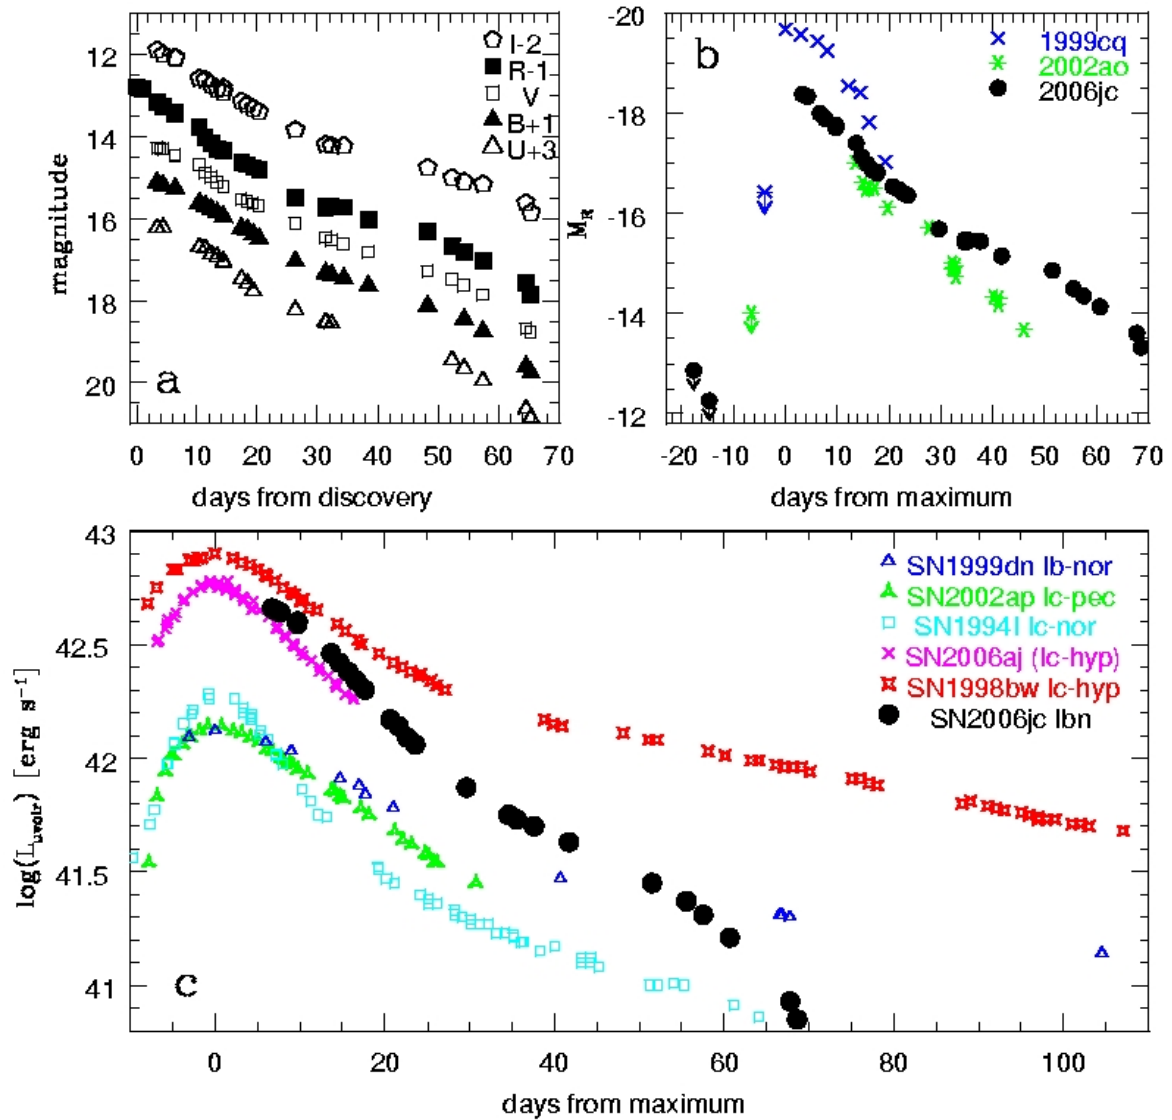 a
12
14
16
18
20
magnitude
I-2
R-1
V
B+1
U+3
0 10 20 30 40 50 60 70
days from discovery
b
-20
-18
-16
-14
-12
M_R
1999cq
2002ao
2006jc
-20 -10 0 10 20 30 40 50 60 70
days from maximum
c
43
42.5
42
41.5
41
log(L_uvoir) [erg s⁻¹]
SN1999dn Ib-nor
SN2002ap Ic-pec
SN1994I Ic-nor
SN2006aj (Ic-hyp)
SN1998bw Ic-hyp
SN2006jc Ibn
0 20 40 60 80 100
days from maximum